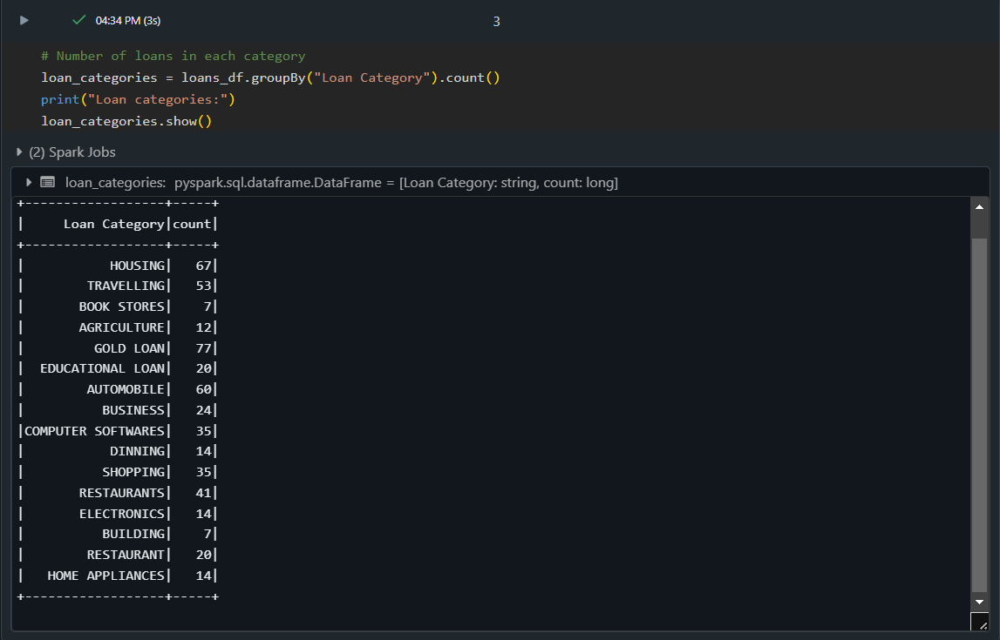 04:34 PM (3s)
3
# Number of loans in each category
loan_categories = loans_df.groupBy("Loan Category").count()
print("Loan categories:")
loan_categories.show()
(2) Spark Jobs
loan_categories: pyspark.sql.dataframe.DataFrame = [Loan Category: string, count: long]
+------------------+-----+
|     Loan Category|count|
+------------------+-----+
|           HOUSING|   67|
|        TRAVELLING|   53|
|       BOOK STORES|    7|
|       AGRICULTURE|   12|
|         GOLD LOAN|   77|
|  EDUCATIONAL LOAN|   20|
|        AUTOMOBILE|   60|
|          BUSINESS|   24|
|COMPUTER SOFTWARES|   35|
|           DINNING|   14|
|          SHOPPING|   35|
|       RESTAURANTS|   41|
|       ELECTRONICS|   14|
|          BUILDING|    7|
|        RESTAURANT|   20|
|   HOME APPLIANCES|   14|
+------------------+-----+